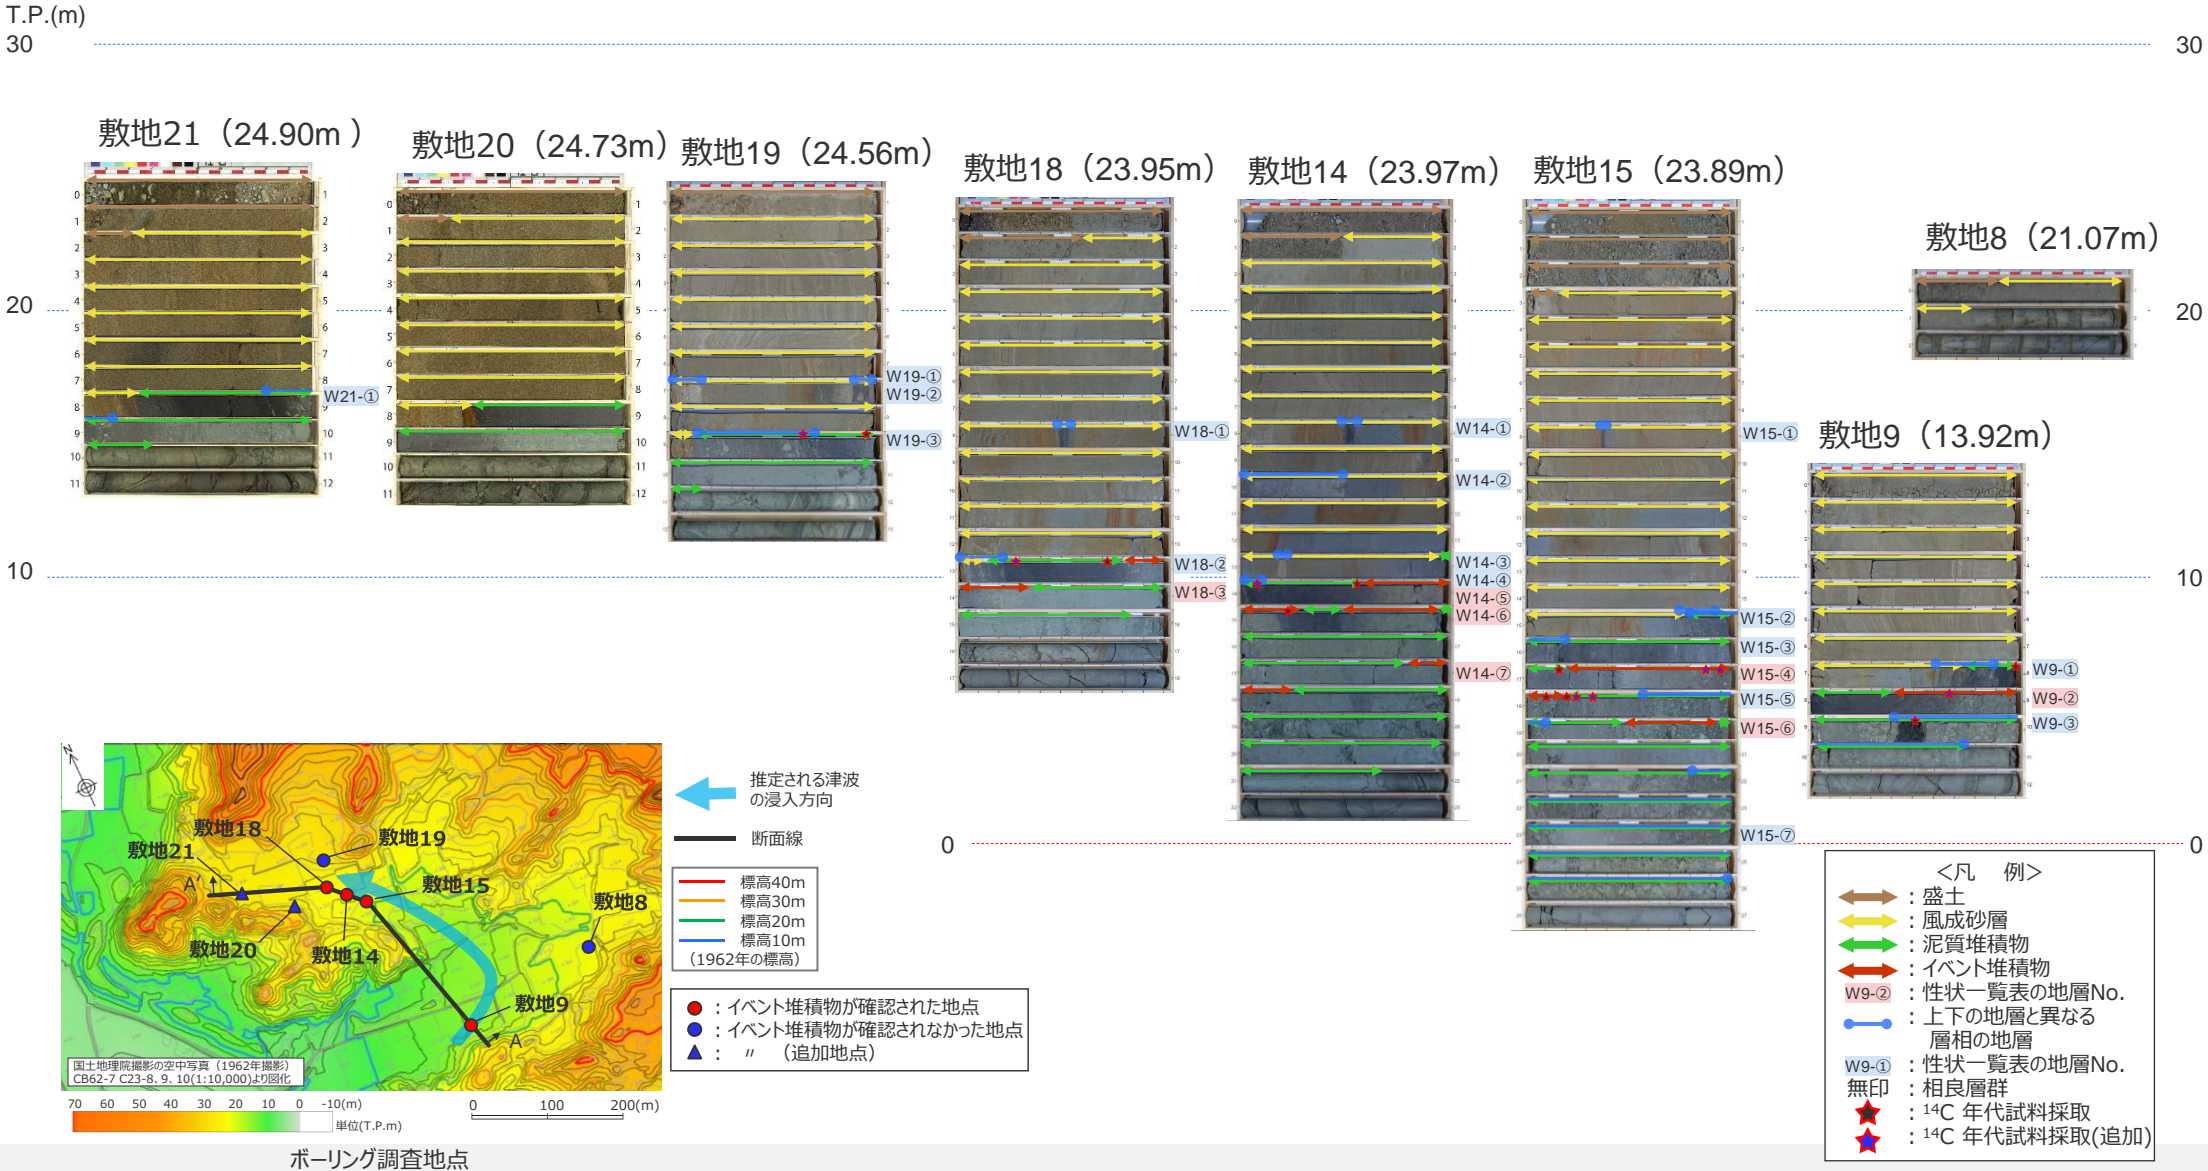 T.P.(m)
30
30
敷地21（24.90m ）
敷地20（24.73m）
敷地19（24.56m）
敷地18（23.95m）
敷地14（23.97m）
敷地15（23.89m）
敷地8（21.07m）
敷地9（13.92m）
20
20
10
10
0
0
W21-①
W19-①
W19-②
W19-③
W18-①
W18-②
W18-③
W14-①
W14-②
W14-③
W14-④
W14-⑤
W14-⑥
W14-⑦
W15-①
W15-②
W15-③
W15-④
W15-⑤
W15-⑥
W15-⑦
W9-①
W9-②
W9-③
N
敷地18
敷地19
敷地21
A'
敷地15
敷地8
敷地20
敷地14
敷地9
A
国土地理院撮影の空中写真（1962年撮影）
CB62-7 C23-8、9、10(1:10,000)より図化
70 60 50 40 30 20 10 0 -10(m)
単位(T.P.m)
0 100 200(m)
ボーリング調査地点
推定される津波
の浸入方向
断面線
標高40m
標高30m
標高20m
標高10m
（1962年の標高）
：イベント堆積物が確認された地点
：イベント堆積物が確認されなかった地点
： 〃 （追加地点）
＜凡 例＞
：盛土
：風成砂層
：泥質堆積物
：イベント堆積物
W9-② ：性状一覧表の地層No.
：上下の地層と異なる
層相の地層
W9-① ：性状一覧表の地層No.
無印 ：相良層群
：14C 年代試料採取
：14C 年代試料採取(追加)